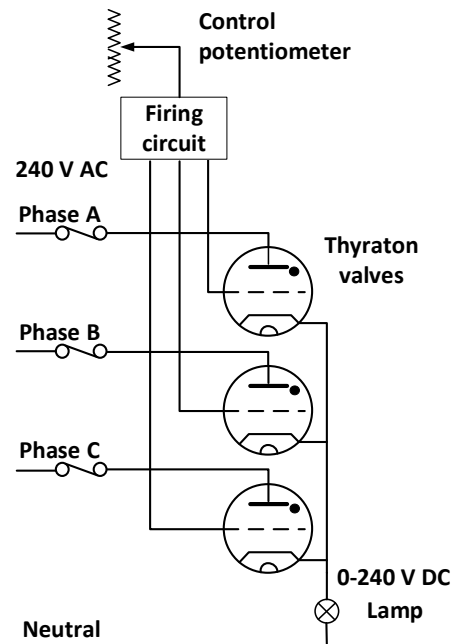 Control
potentiometer
Firing
circuit
240 V AC
Phase A
Thyraton
valves
Phase B
Phase C
0-240 V DC
Lamp
Neutral